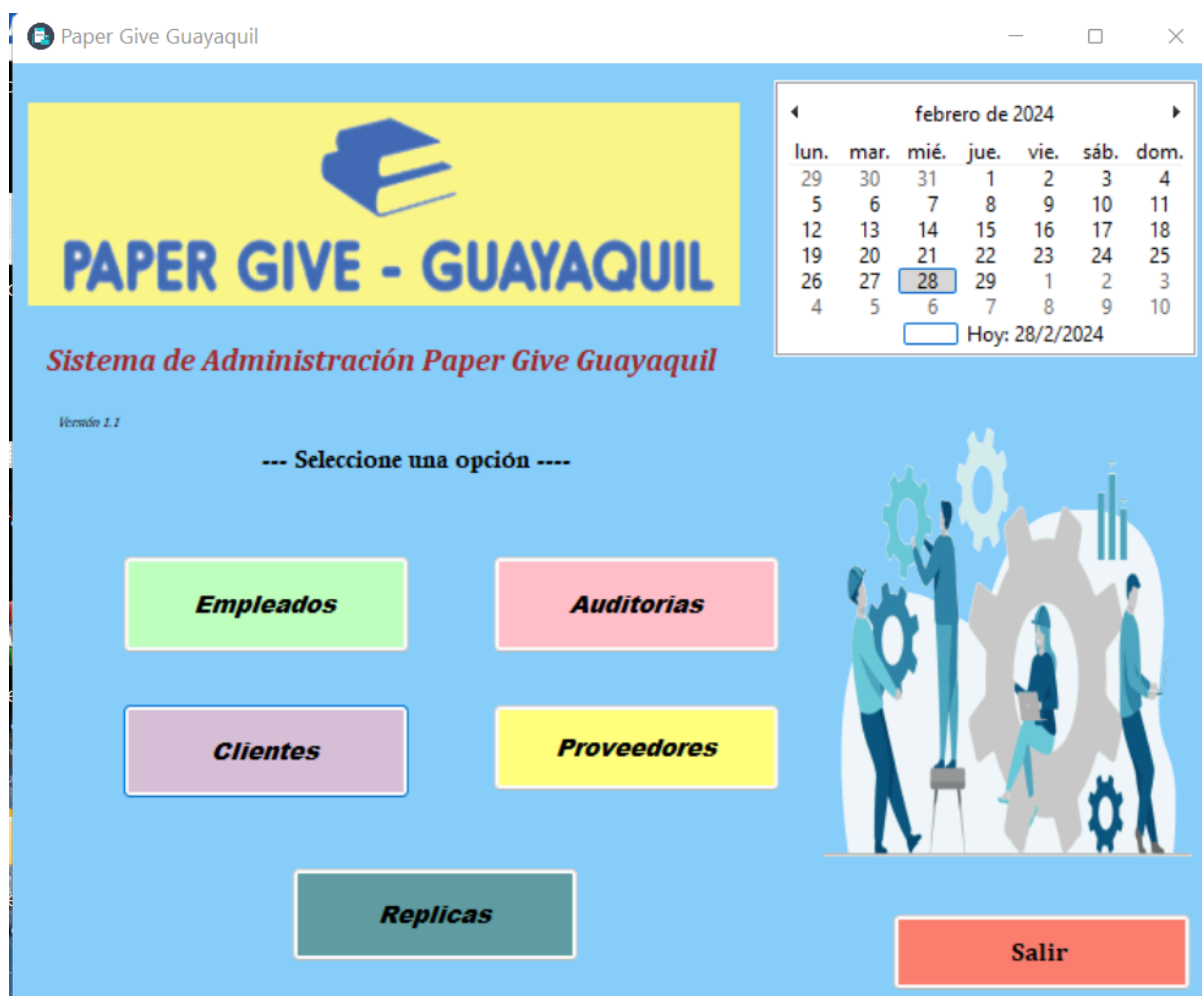 Paper Give Guayaquil
PAPER GIVE - GUAYAQUIL
febrero de 2024
lun. mar. mié. jue. vie. sáb. dom.
29 30 31 1 2 3 4
5 6 7 8 9 10 11
12 13 14 15 16 17 18
19 20 21 22 23 24 25
26 27 28 29 1 2 3
4 5 6 7 8 9 10
Hoy: 28/2/2024
Sistema de Administración Paper Give Guayaquil
Versión 1.1
--- Seleccione una opción ----
Empleados
Auditorias
Clientes
Proveedores
Replicas
Salir